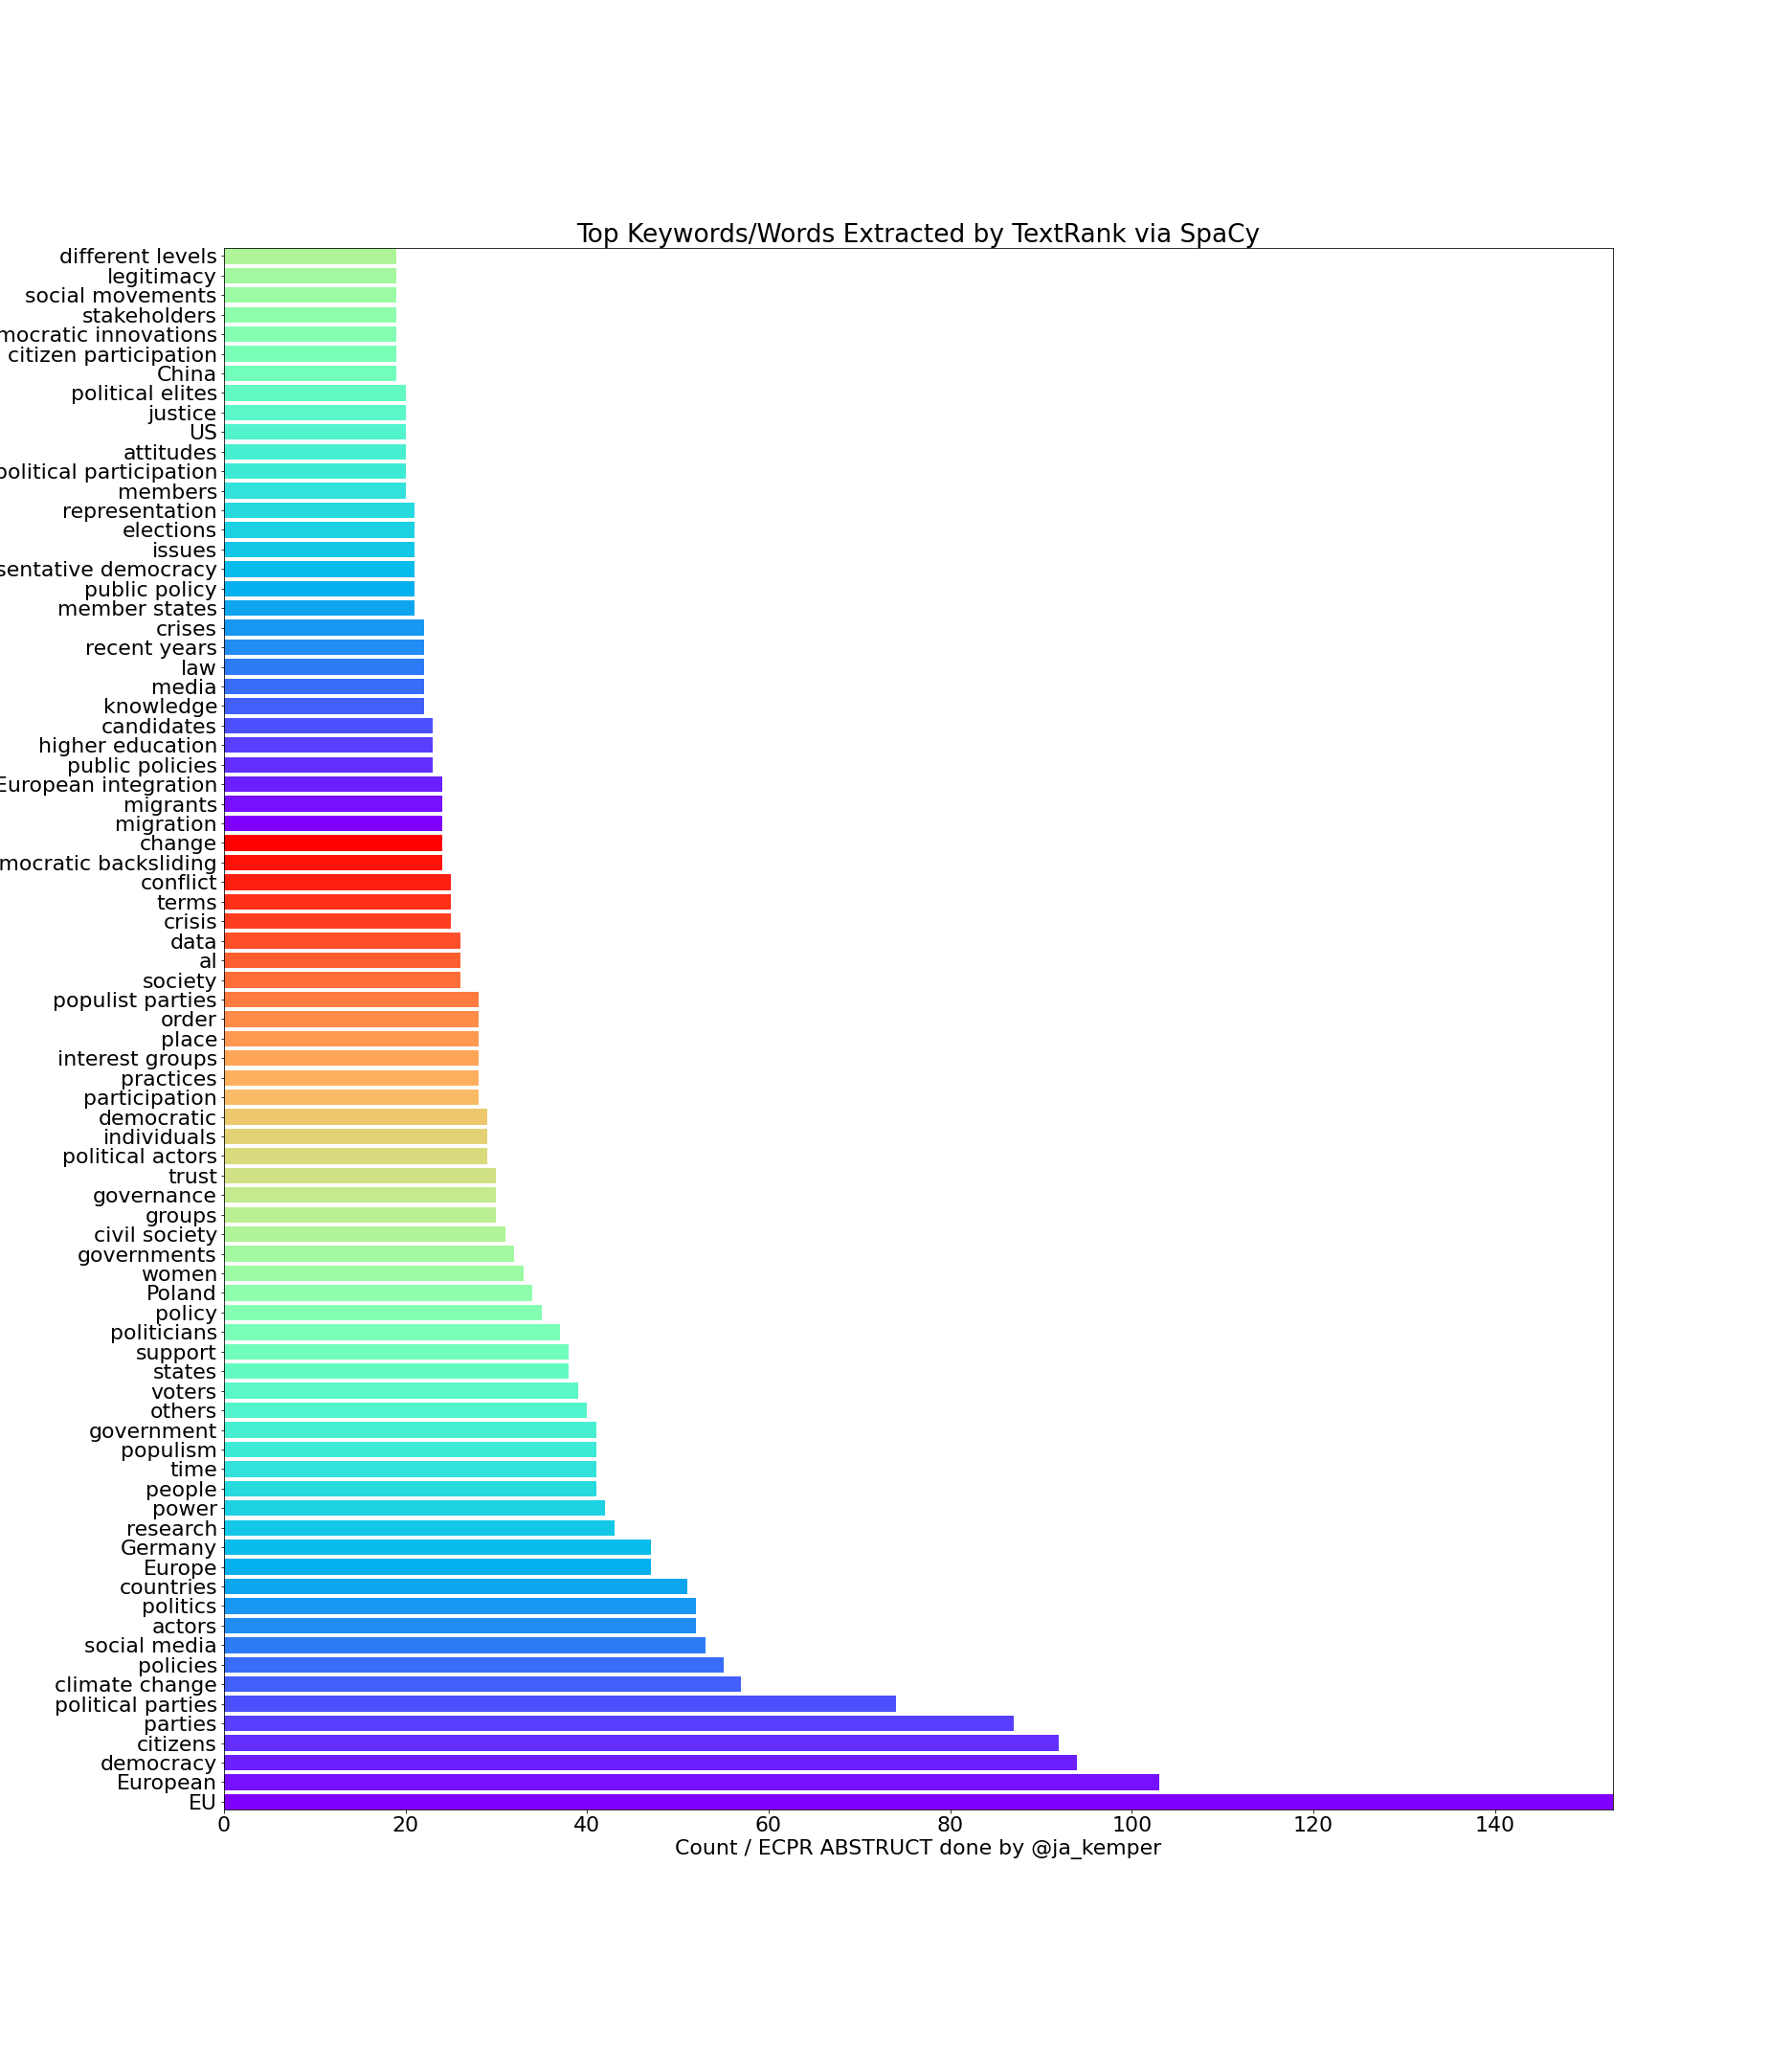 Top Keywords/Words Extracted by TextRank via SpaCy
different levels
legitimacy
social movements
stakeholders
mocratic innovations
citizen participation
China
political elites
justice
US
attitudes
political participation
members
representation
elections
issues
sentative democracy
public policy
member states
crises
recent years
law
media
knowledge
candidates
higher education
public policies
European integration
migrants
migration
change
mocratic backsliding
conflict
terms
crisis
data
al
society
populist parties
order
place
interest groups
practices
participation
democratic
individuals
political actors
trust
governance
groups
civil society
governments
women
Poland
policy
politicians
support
states
voters
others
government
populism
time
people
power
research
Germany
Europe
countries
politics
actors
social media
policies
climate change
political parties
parties
citizens
democracy
European
EU
0 20 40 60 80 100 120 140
Count / ECPR ABSTRUCT done by @ja_kemper